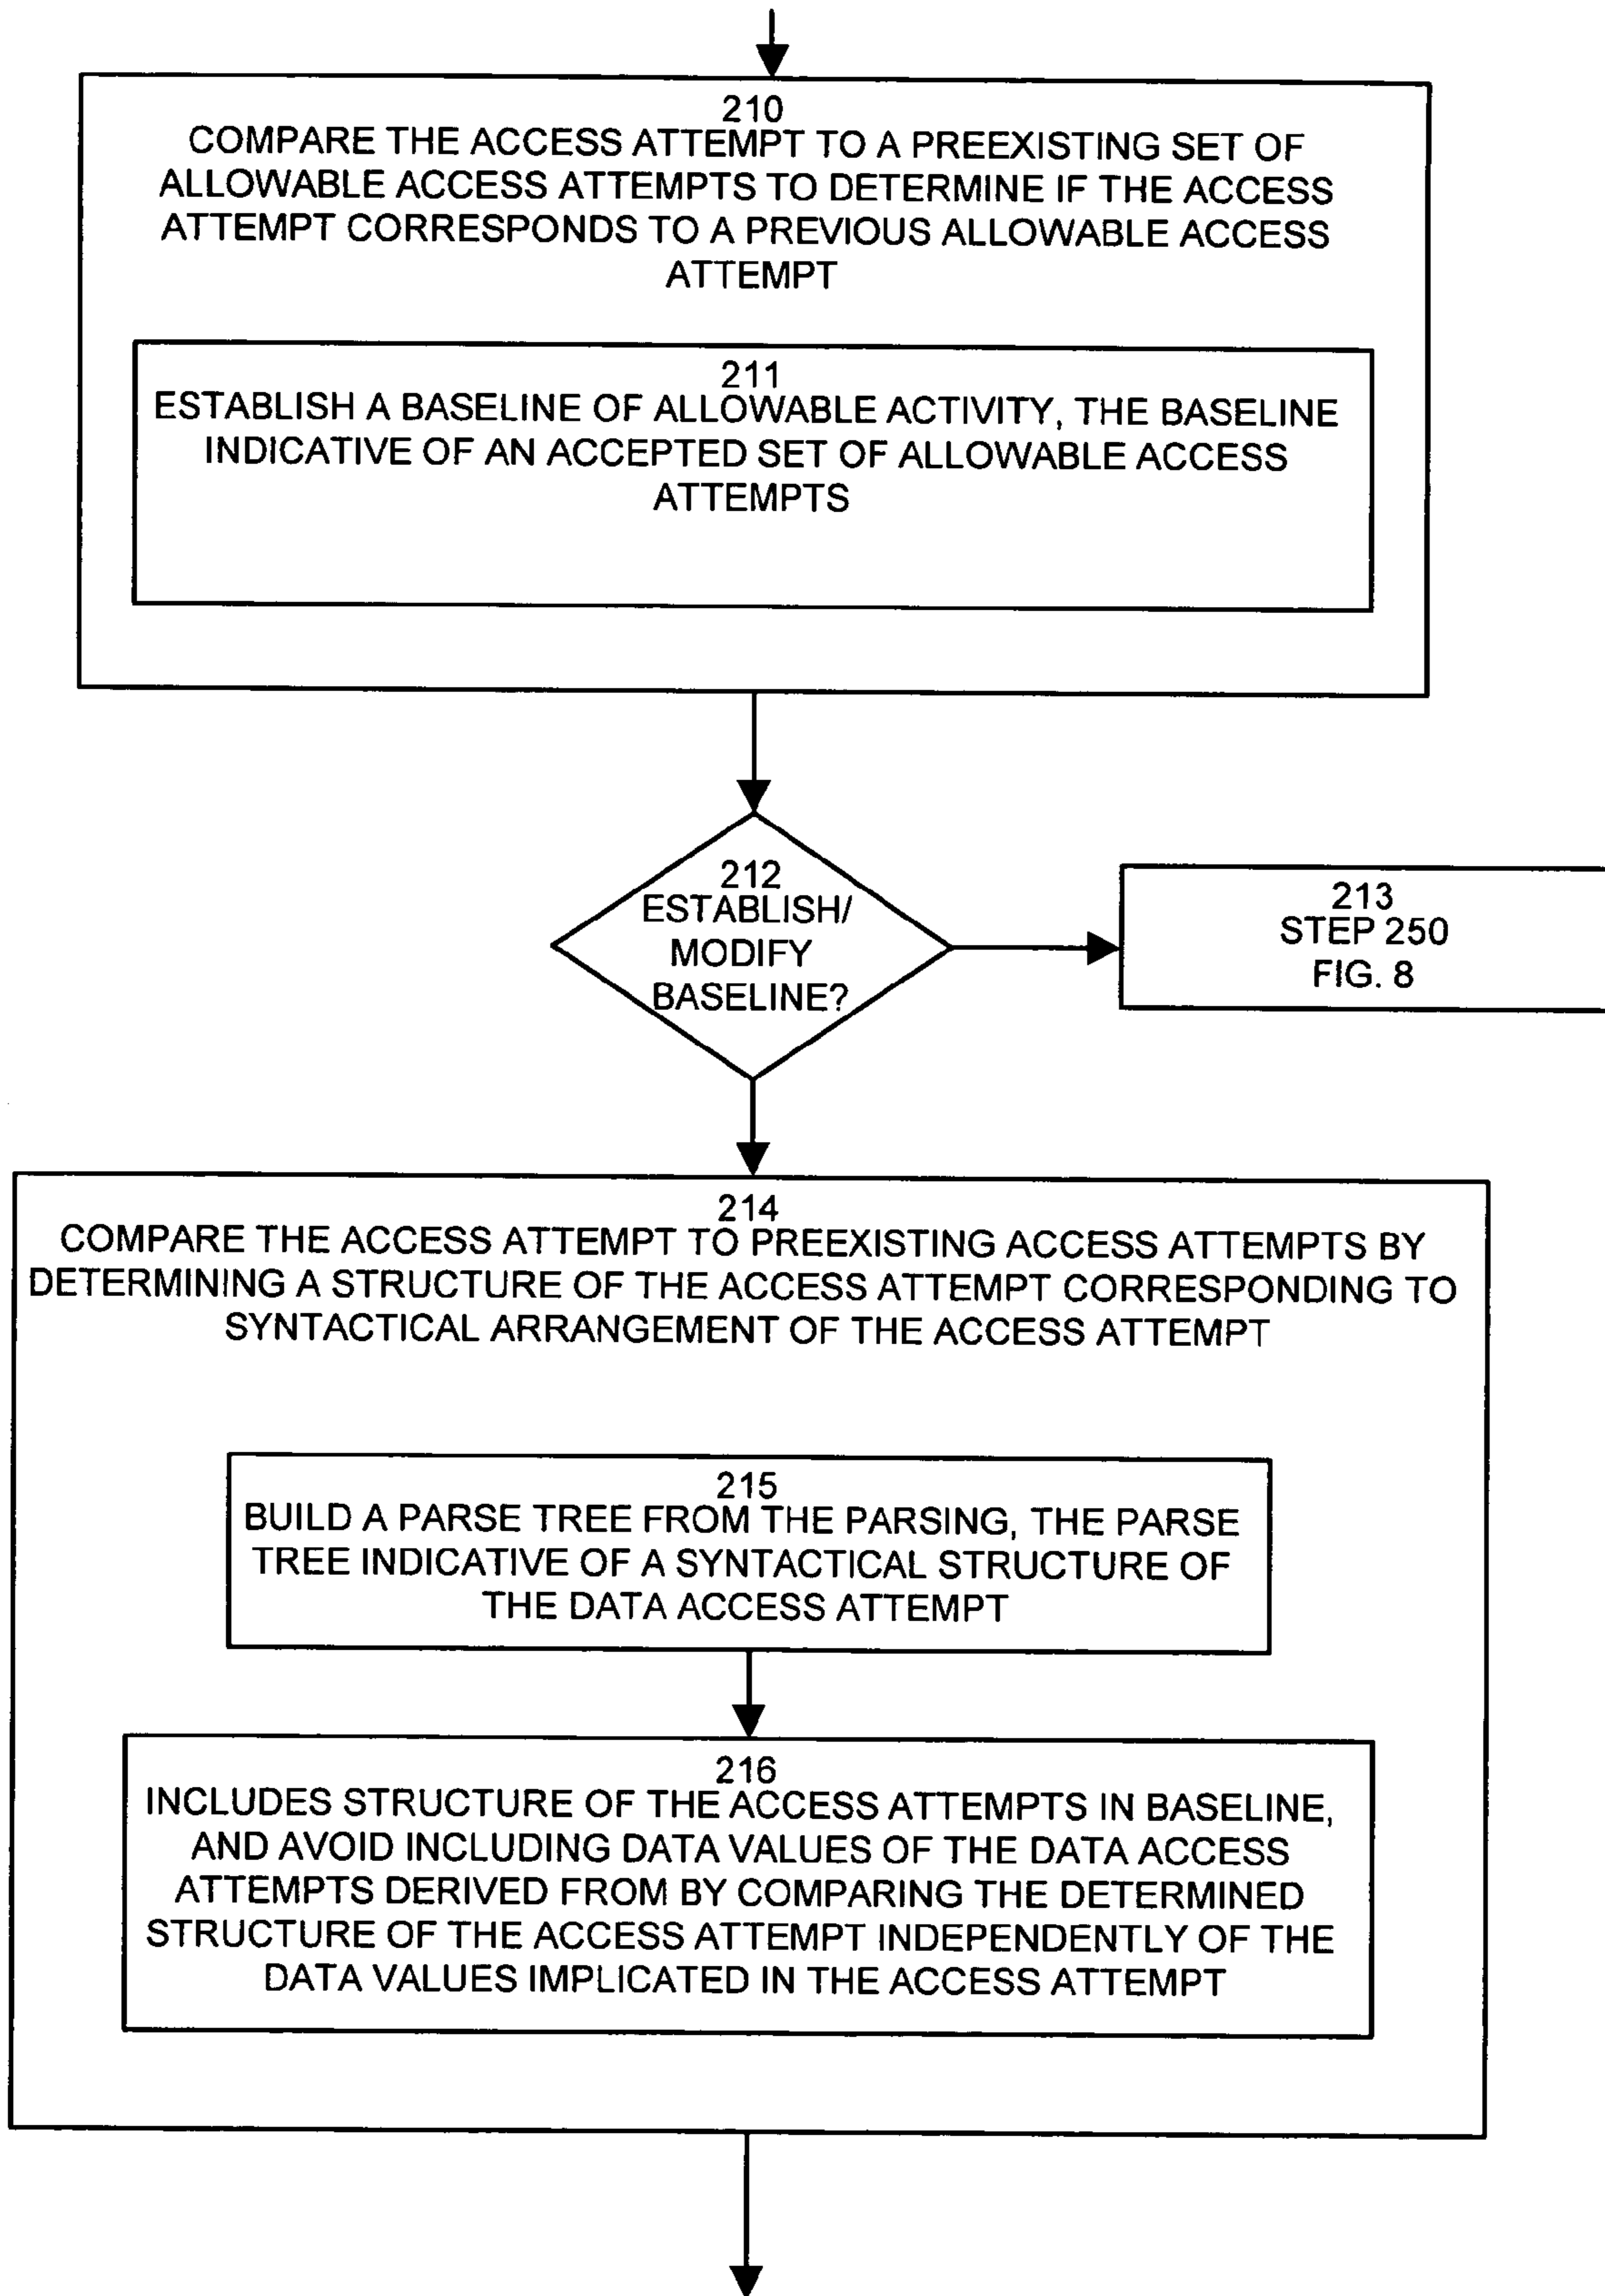 210
COMPARE THE ACCESS ATTEMPT TO A PREEXISTING SET OF
ALLOWABLE ACCESS ATTEMPTS TO DETERMINE IF THE ACCESS
ATTEMPT CORRESPONDS TO A PREVIOUS ALLOWABLE ACCESS
ATTEMPT
211
ESTABLISH A BASELINE OF ALLOWABLE ACTIVITY, THE BASELINE
INDICATIVE OF AN ACCEPTED SET OF ALLOWABLE ACCESS
ATTEMPTS
212
ESTABLISH/
MODIFY
BASELINE?
213
STEP 250
FIG. 8
214
COMPARE THE ACCESS ATTEMPT TO PREEXISTING ACCESS ATTEMPTS BY
DETERMINING A STRUCTURE OF THE ACCESS ATTEMPT CORRESPONDING TO
SYNTACTICAL ARRANGEMENT OF THE ACCESS ATTEMPT
215
BUILD A PARSE TREE FROM THE PARSING, THE PARSE
TREE INDICATIVE OF A SYNTACTICAL STRUCTURE OF
THE DATA ACCESS ATTEMPT
216
INCLUDES STRUCTURE OF THE ACCESS ATTEMPTS IN BASELINE,
AND AVOID INCLUDING DATA VALUES OF THE DATA ACCESS
ATTEMPTS DERIVED FROM BY COMPARING THE DETERMINED
STRUCTURE OF THE ACCESS ATTEMPT INDEPENDENTLY OF THE
DATA VALUES IMPLICATED IN THE ACCESS ATTEMPT